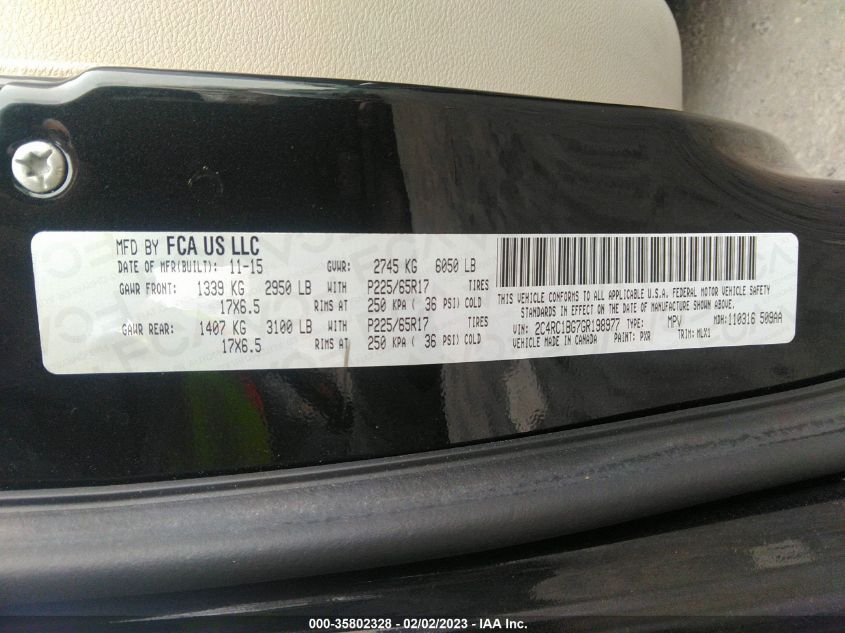 MFD BY FCA US LLC
DATE OF MFR(BUILT): 11-15 GVWR: 2745 KG 6050 LB
GAWR FRONT: 1339 KG 2950 LB WITH P225/65R17 TIRES
17X6.5 RIMS AT 250 KPA ( 36 PSI) COLD
GAWR REAR: 1407 KG 3100 LB WITH P225/65R17 TIRES
17X6.5 RIMS AT 250 KPA ( 36 PSI) COLD
THIS VEHICLE CONFORMS TO ALL APPLICABLE U.S.A. FEDERAL MOTOR VEHICLE SAFETY
STANDARDS IN EFFECT ON THE DATE OF MANUFACTURE SHOWN ABOVE.
VIN: 2C4RC1BG7GR198977 TYPE: MPV MDH: 110316 509AA
VEHICLE MADE IN CANADA PAINT: PXR TRIM: MLX1
000-35802328 - 02/02/2023 - © IAA Inc.